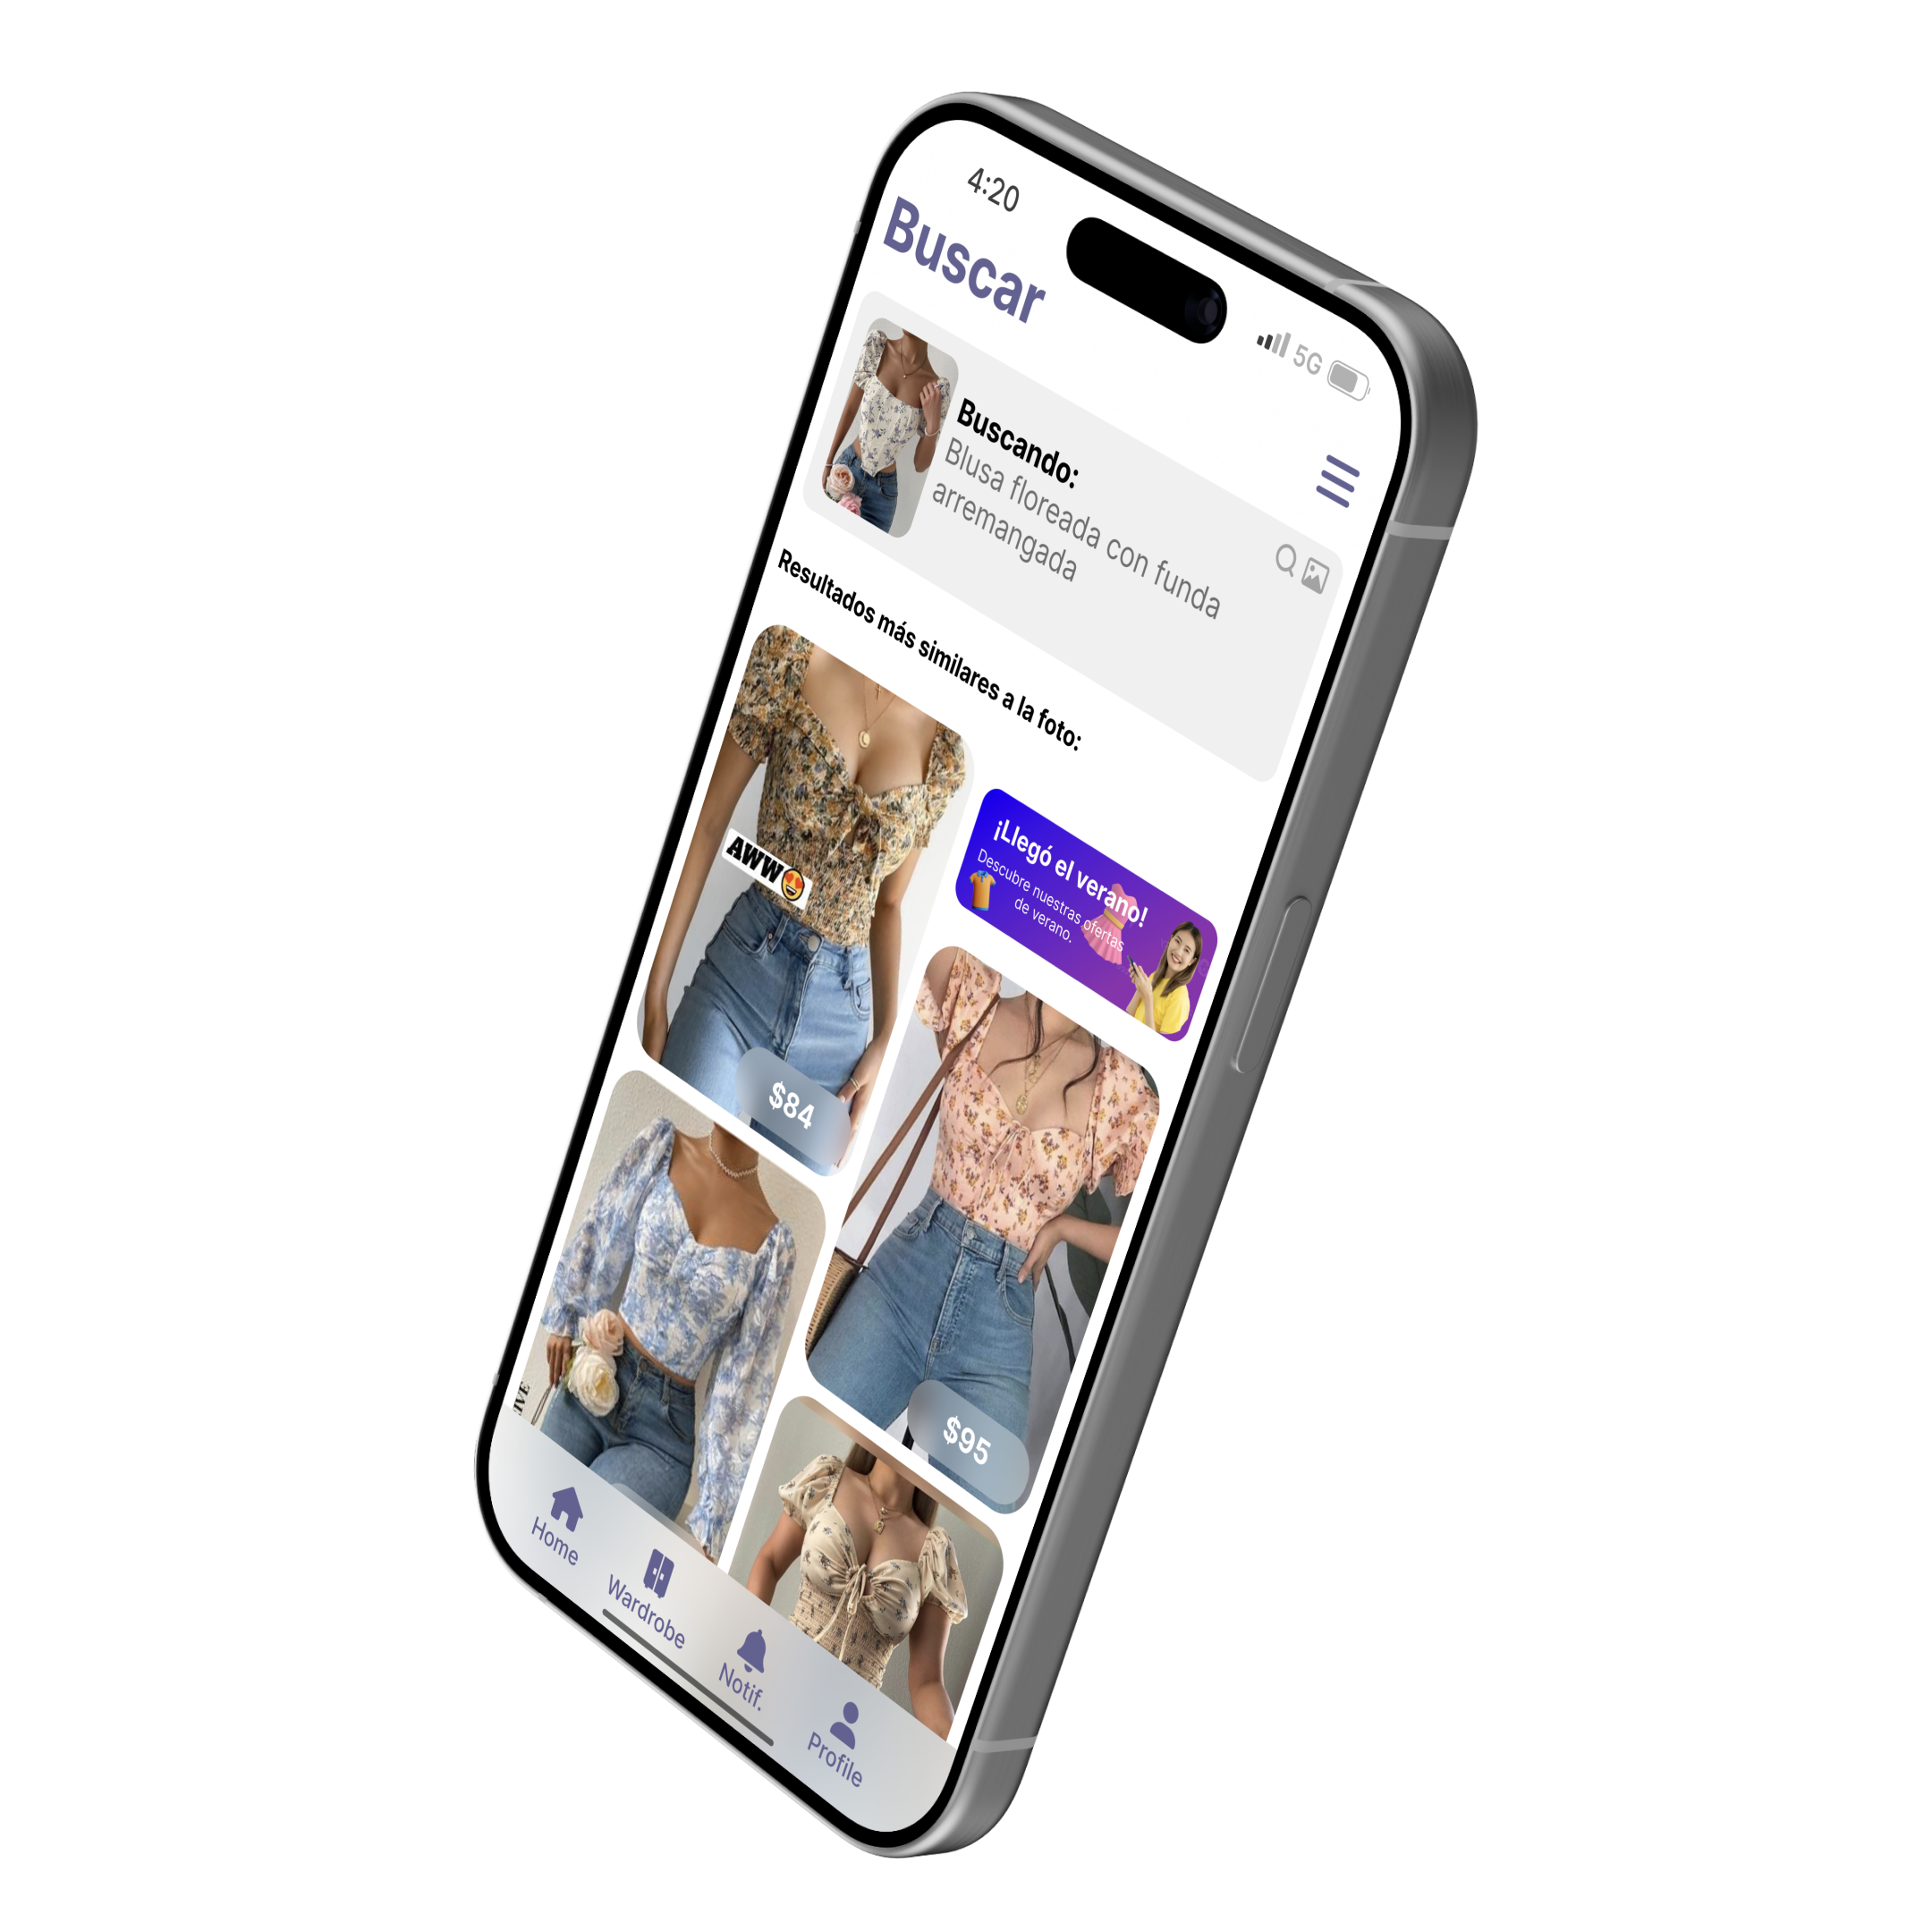 4:20
5G
Buscar
Buscando:
Blusa floreada con funda
arremangada
Resultados más similares a la foto:
AWW
$84
¡Llegó el verano!
Descubre nuestras ofertas
de verano.
$95
IVE
Home
Wardrobe
Notif.
Profile